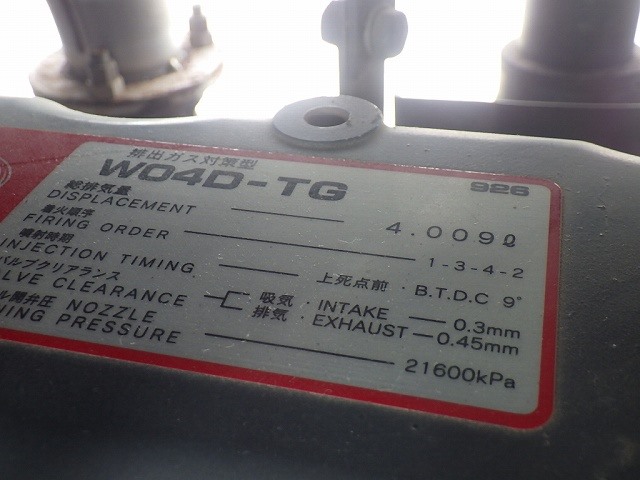 排出ガス対策型
W04D-TG 926
総排気量
DISPLACEMENT 4.009ℓ
着火順序
FIRING ORDER 1-3-4-2
噴射時期
INJECTION TIMING 上死点前・B.T.D.C 9°
バルブクリアランス
VALVE CLEARANCE 吸気・INTAKE 0.3mm
排気・EXHAUST 0.45mm
ル開弁圧 NOZZLE
NING PRESSURE 21600kPa